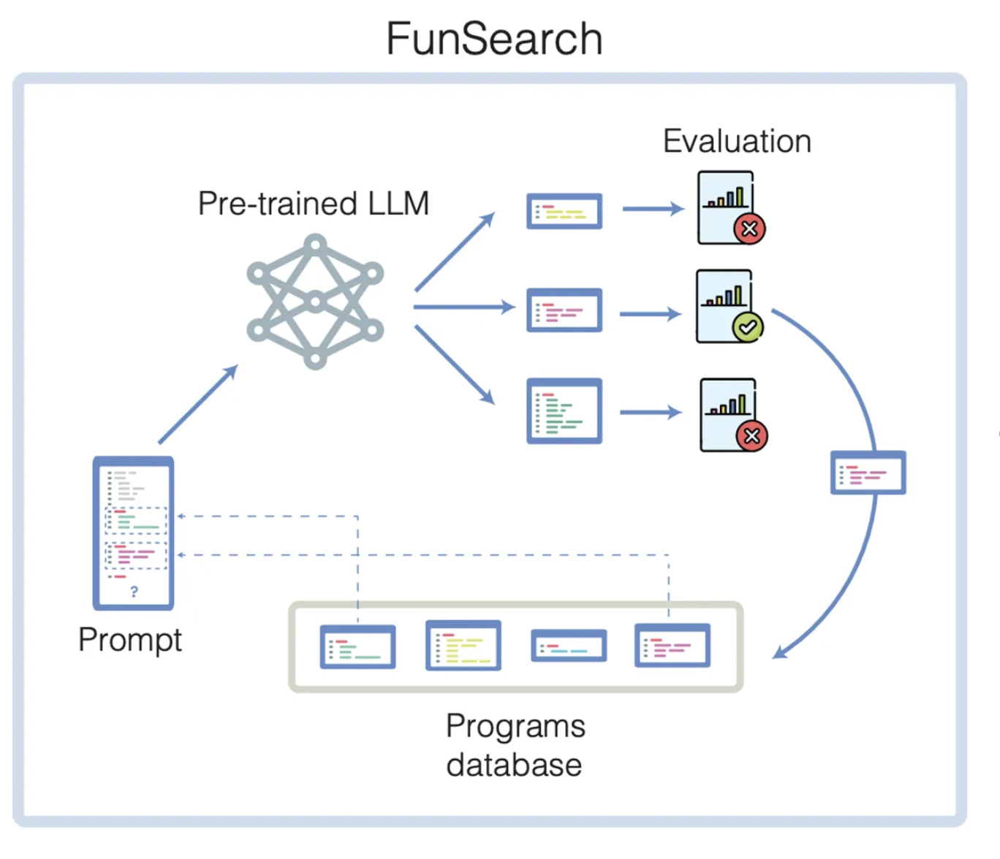 FunSearch
Evaluation
Pre-trained LLM
?
Prompt
Programs
database